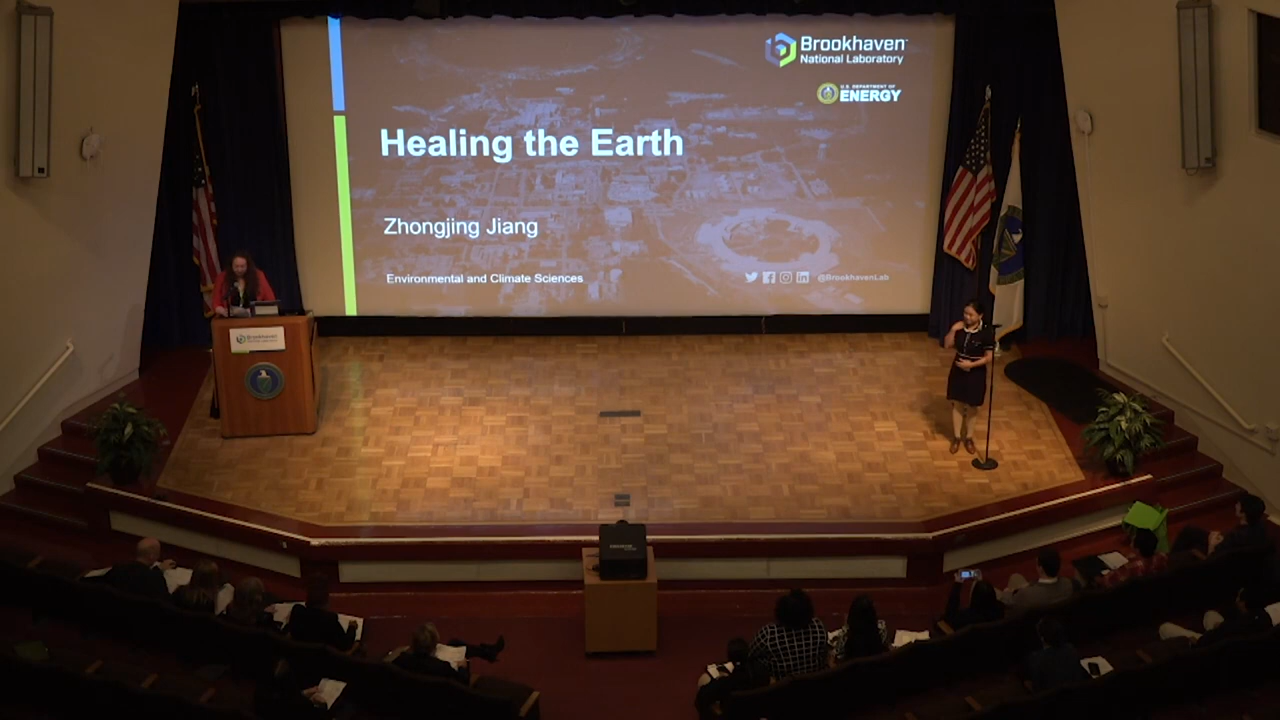 Brookhaven
National Laboratory
U.S. DEPARTMENT OF
ENERGY
Healing the Earth
Zhongjing Jiang
Environmental and Climate Sciences
@BrookhavenLab
Brookhaven